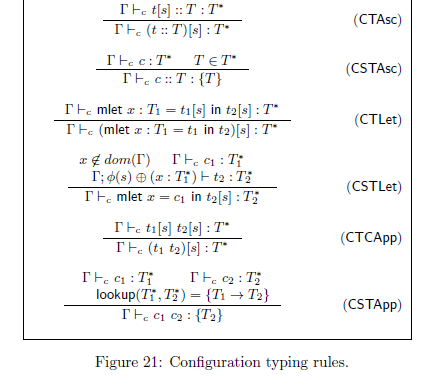 Γ ⊢c t[s] :: T : T*
Γ ⊢c (t :: T)[s] : T*
(CTAsc)
Γ ⊢c c : T* T ∈ T*
Γ ⊢c c :: T : {T}
(CSTAsc)
Γ ⊢c mlet x : T1 = t1[s] in t2[s] : T*
Γ ⊢c (mlet x : T1 = t1 in t2)[s] : T*
(CTLet)
x ∉ dom(Γ) Γ ⊢c c1 : T1*
Γ; ϕ(s) ⊕ (x : T1*) ⊢ t2 : T2*
Γ ⊢c mlet x = c1 in t2[s] : T2*
(CSTLet)
Γ ⊢c t1[s] t2[s] : T*
Γ ⊢c (t1 t2)[s] : T*
(CTCApp)
Γ ⊢c c1 : T1* Γ ⊢c c2 : T2*
lookup(T1*, T2*) = {T1 → T2}
Γ ⊢c c1 c2 : {T2}
(CSTApp)
Figure 21: Configuration typing rules.